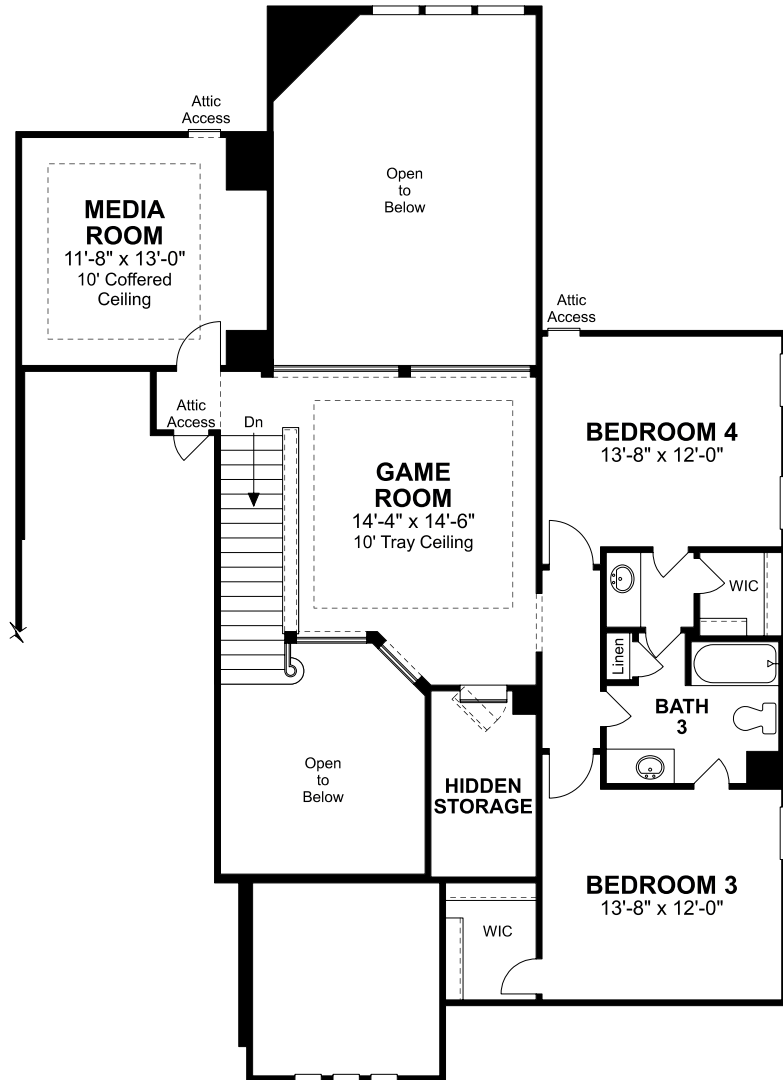 Attic
Access
Open
to
Below
MEDIA
ROOM
11'-8" x 13'-0"
10' Coffered
Ceiling
Attic
Access
Attic
Access
Dn
BEDROOM 4
13'-8" x 12'-0"
GAME
ROOM
14'-4" x 14'-6"
10' Tray Ceiling
WIC
Linen
BATH
3
Open
to
Below
HIDDEN
STORAGE
BEDROOM 3
13'-8" x 12'-0"
WIC